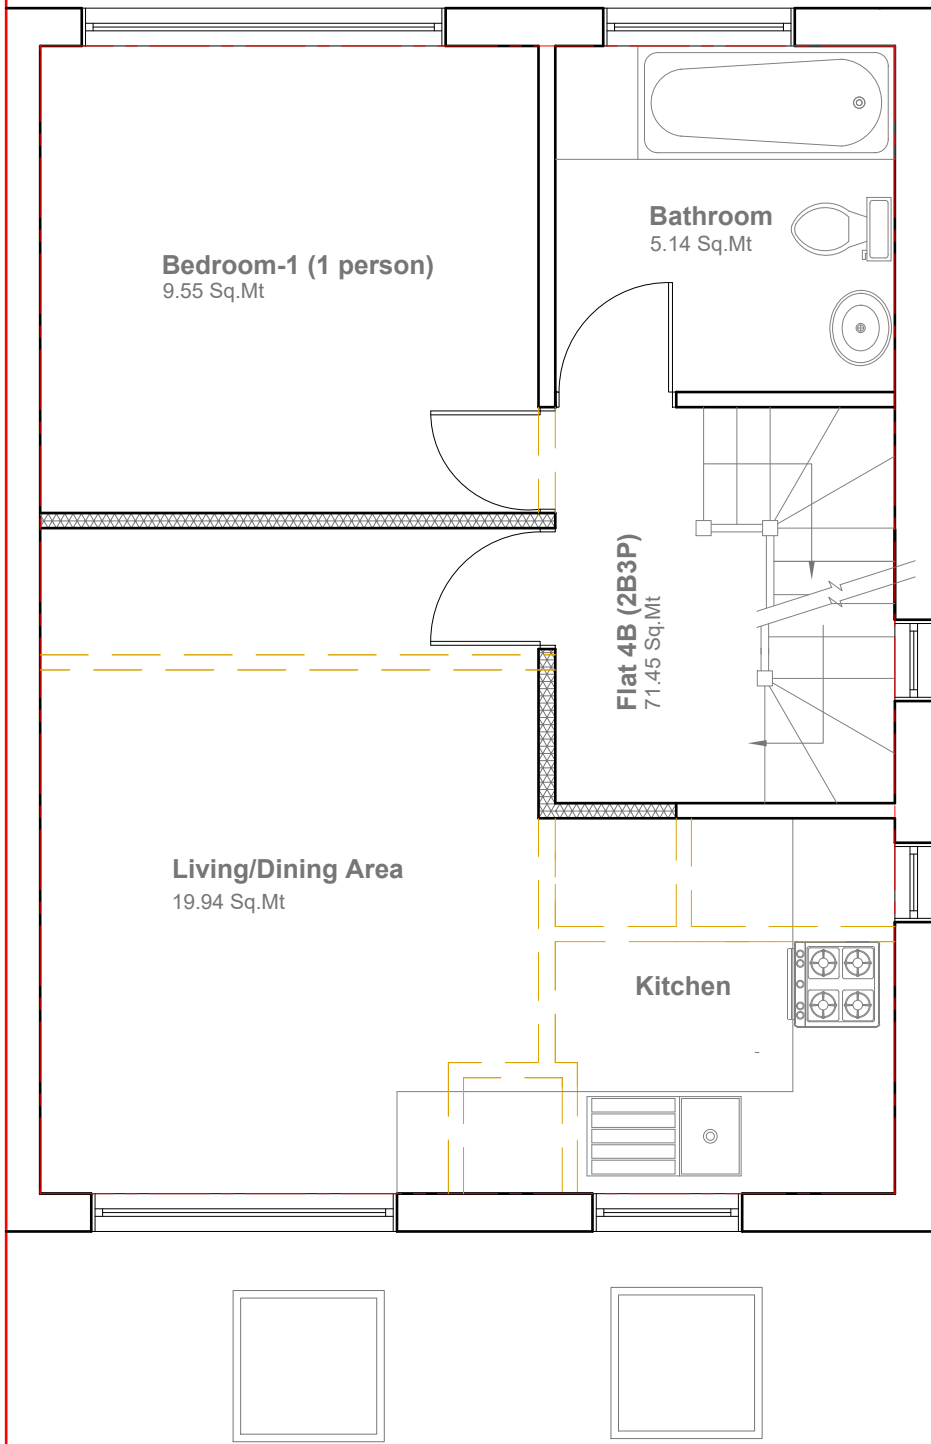 Bathroom
5.14 Sq.Mt
Bedroom-1 (1 person)
9.55 Sq.Mt
Flat 4B (2B3P)
71.45 Sq.Mt
Living/Dining Area
19.94 Sq.Mt
Kitchen